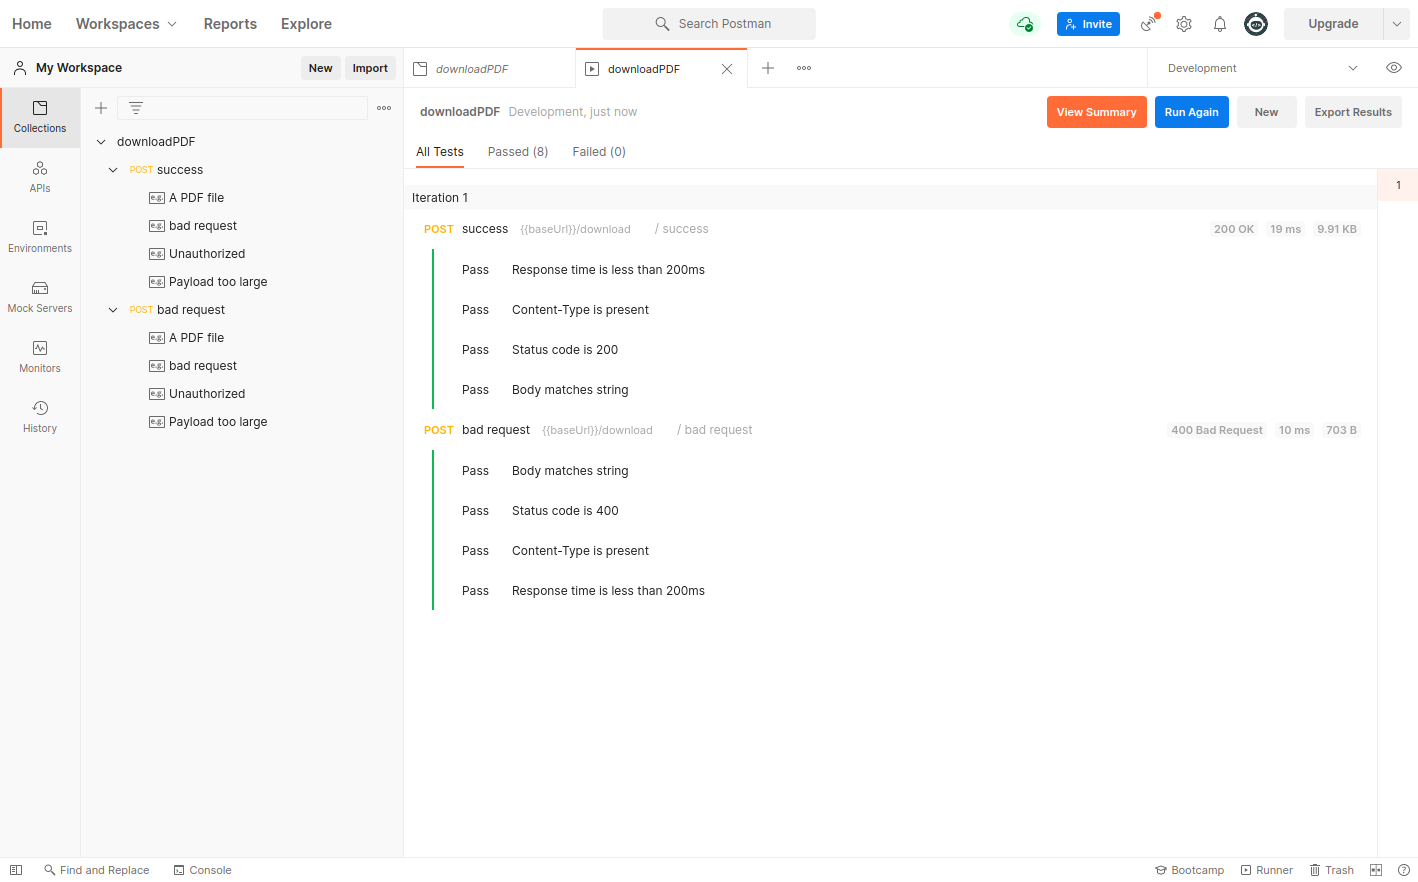 Home Workspaces Reports Explore Search Postman Invite Upgrade
My Workspace New Import downloadPDF downloadPDF Development
Collections
APIs
Environments
Mock Servers
Monitors
History
downloadPDF
POST success
e.g. A PDF file
e.g. bad request
e.g. Unauthorized
e.g. Payload too large
POST bad request
e.g. A PDF file
e.g. bad request
e.g. Unauthorized
e.g. Payload too large
downloadPDF Development, just now View Summary Run Again New Export Results
All Tests Passed (8) Failed (0)
Iteration 1
1
POST success {{baseUrl}}/download / success 200 OK 19 ms 9.91 KB
Pass Response time is less than 200ms
Pass Content-Type is present
Pass Status code is 200
Pass Body matches string
POST bad request {{baseUrl}}/download / bad request 400 Bad Request 10 ms 703 B
Pass Body matches string
Pass Status code is 400
Pass Content-Type is present
Pass Response time is less than 200ms
Find and Replace Console Bootcamp Runner Trash